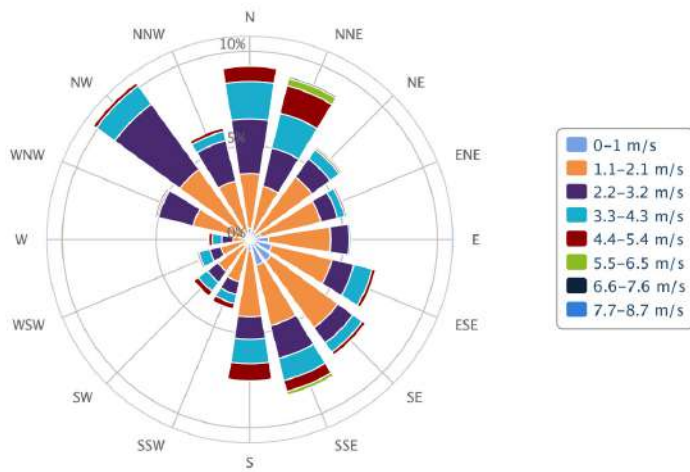 N
NNW
NNE
10%
NW
NE
5%
WNW
ENE
0–1 m/s
1.1–2.1 m/s
2.2–3.2 m/s
3.3–4.3 m/s
4.4–5.4 m/s
5.5–6.5 m/s
6.6–7.6 m/s
7.7–8.7 m/s
W
0%
E
WSW
ESE
SW
SE
SSW
SSE
S